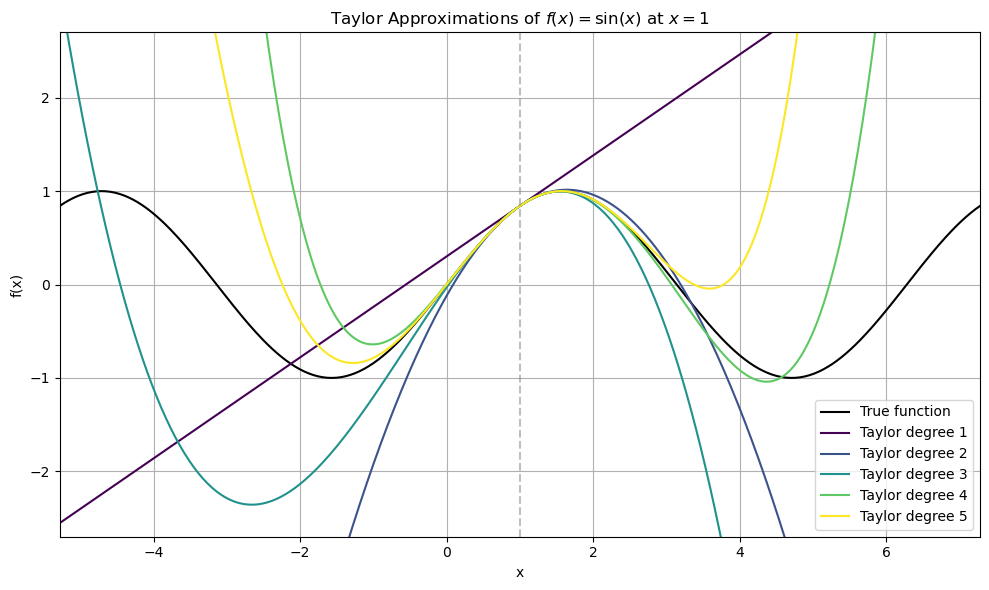 Taylor Approximations of f(x) = sin(x) at x = 1
f(x)
2
1
0
−1
−2
−4
−2
0
2
4
6
x
True function
Taylor degree 1
Taylor degree 2
Taylor degree 3
Taylor degree 4
Taylor degree 5